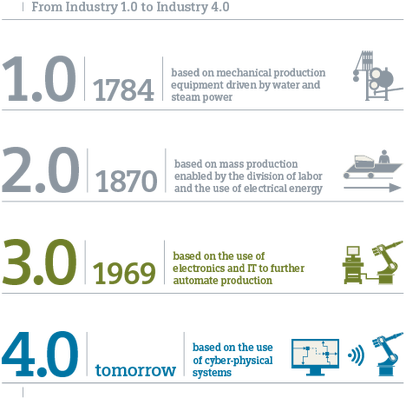 From Industry 1.0 to Industry 4.0
1.0
1784
based on mechanical production
equipment driven by water and
steam power
2.0
1870
based on mass production
enabled by the division of labor
and the use of electrical energy
3.0
1969
based on the use of
electronics and IT to further
automate production
4.0
tomorrow
based on the use
of cyber-physical
systems